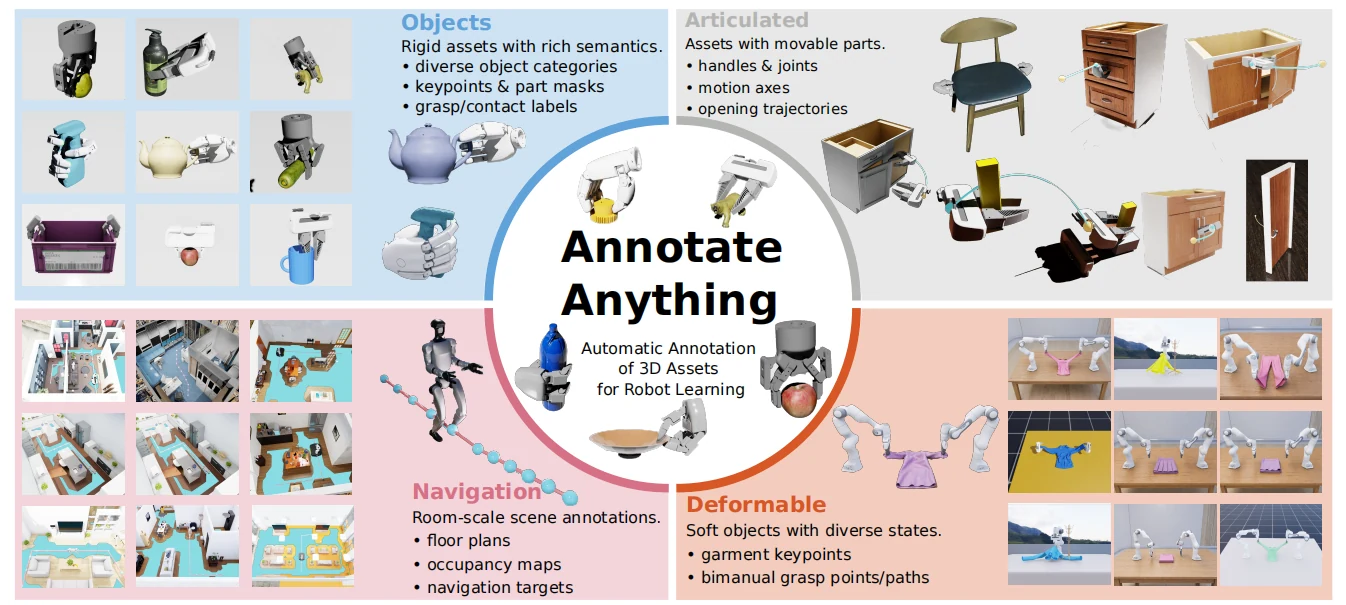 Objects
Rigid assets with rich semantics.
• diverse object categories
• keypoints & part masks
• grasp/contact labels
Articulated
Assets with movable parts.
• handles & joints
• motion axes
• opening trajectories
Annotate
Anything
Automatic Annotation
of 3D Assets
for Robot Learning
Navigation
Room-scale scene annotations.
• floor plans
• occupancy maps
• navigation targets
Deformable
Soft objects with diverse states.
• garment keypoints
• bimanual grasp points/paths